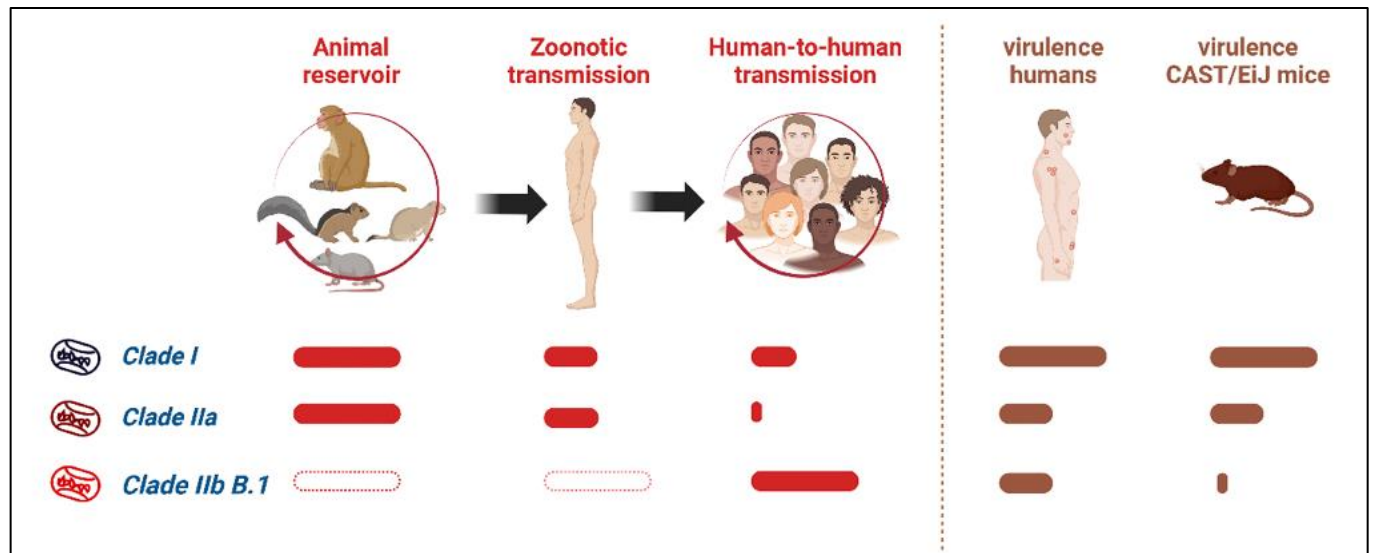 Animal
reservoir
Zoonotic
transmission
Human-to-human
transmission
virulence
humans
virulence
CAST/EiJ mice
Clade I
Clade IIa
Clade IIb B.1